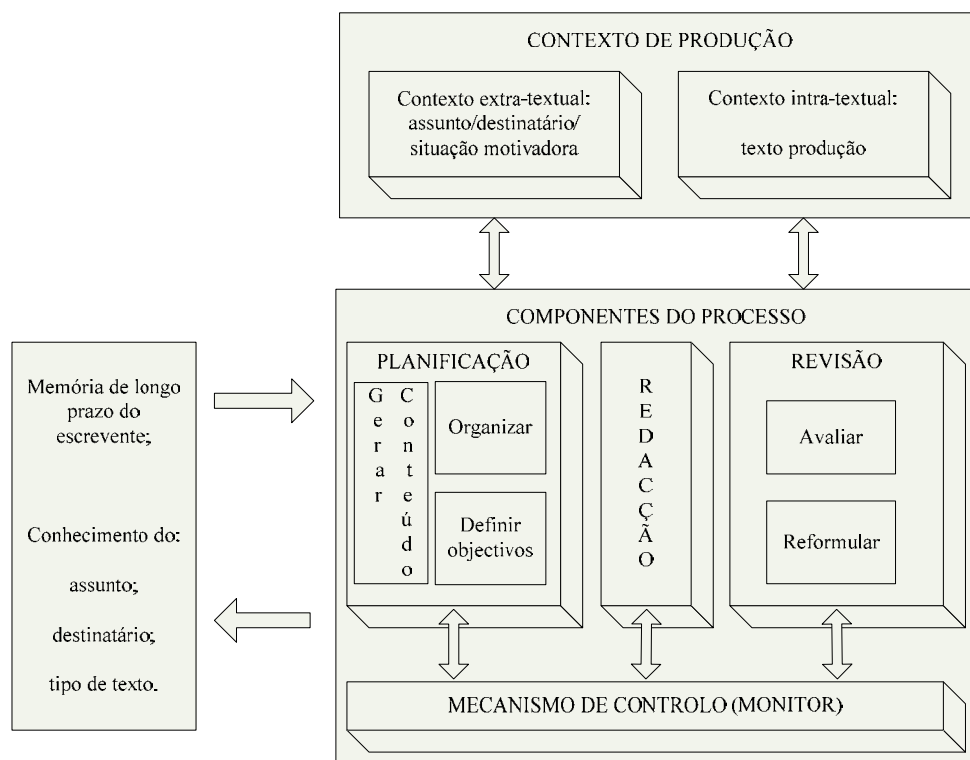 CONTEXTO DE PRODUÇÃO
Contexto extra-textual:
assunto/destinatário/
situação motivadora
Contexto intra-textual:
texto produção
COMPONENTES DO PROCESSO
Memória de longo
prazo do
escrevente;
Conhecimento do:
assunto;
destinatário;
tipo de texto.
PLANIFICAÇÃO
Gerar
Conteúdo
Organizar
Definir
objectivos
REDACÇÃO
REVISÃO
Avaliar
Reformular
MECANISMO DE CONTROLO (MONITOR)